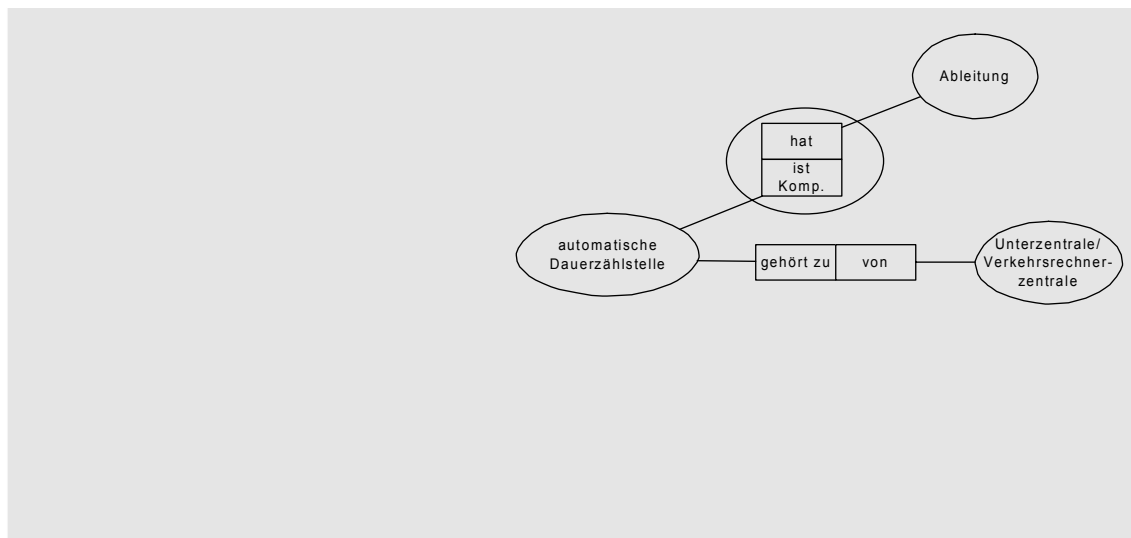 Ableitung
hat
ist
Komp.
automatische
Dauerzählstelle
gehört zu
von
Unterzentrale/
Verkehrsrechner-
zentrale